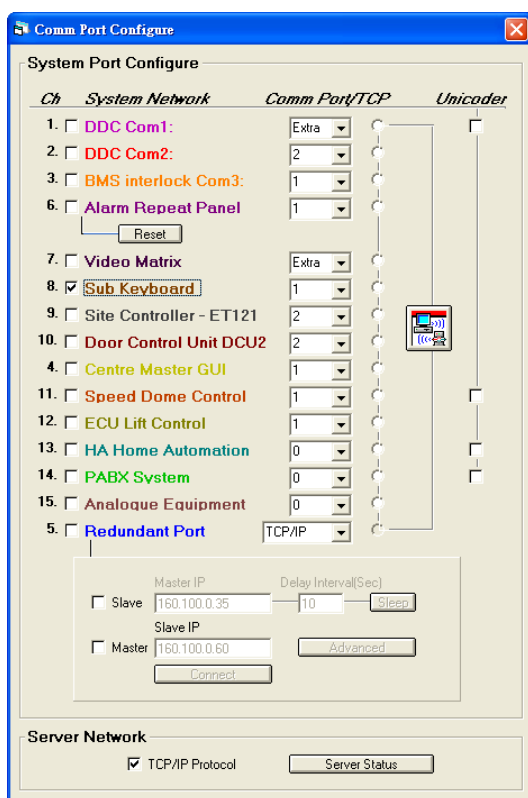 Comm Port Configure
System Port Configure
Ch System Network Comm Port/TCP Unicoder
1. DDC Com1: Extra
2. DDC Com2: 2
3. BMS interlock Com3: 1
6. Alarm Repeat Panel 1
Reset
7. Video Matrix Extra
8. Sub Keyboard 1
9. Site Controller - ET121 2
10. Door Control Unit DCU2 2
4. Centre Master GUI 1
11. Speed Dome Control 1
12. ECU Lift Control 1
13. HA Home Automation 0
14. PABX System 0
15. Analogue Equipment 0
5. Redundant Port TCP/IP
Master IP Delay Interval(Sec)
Slave 160.100.0.35 10 Sleep
Slave IP
Master 160.100.0.60 Advanced
Connect
Server Network
TCP/IP Protocol Server Status